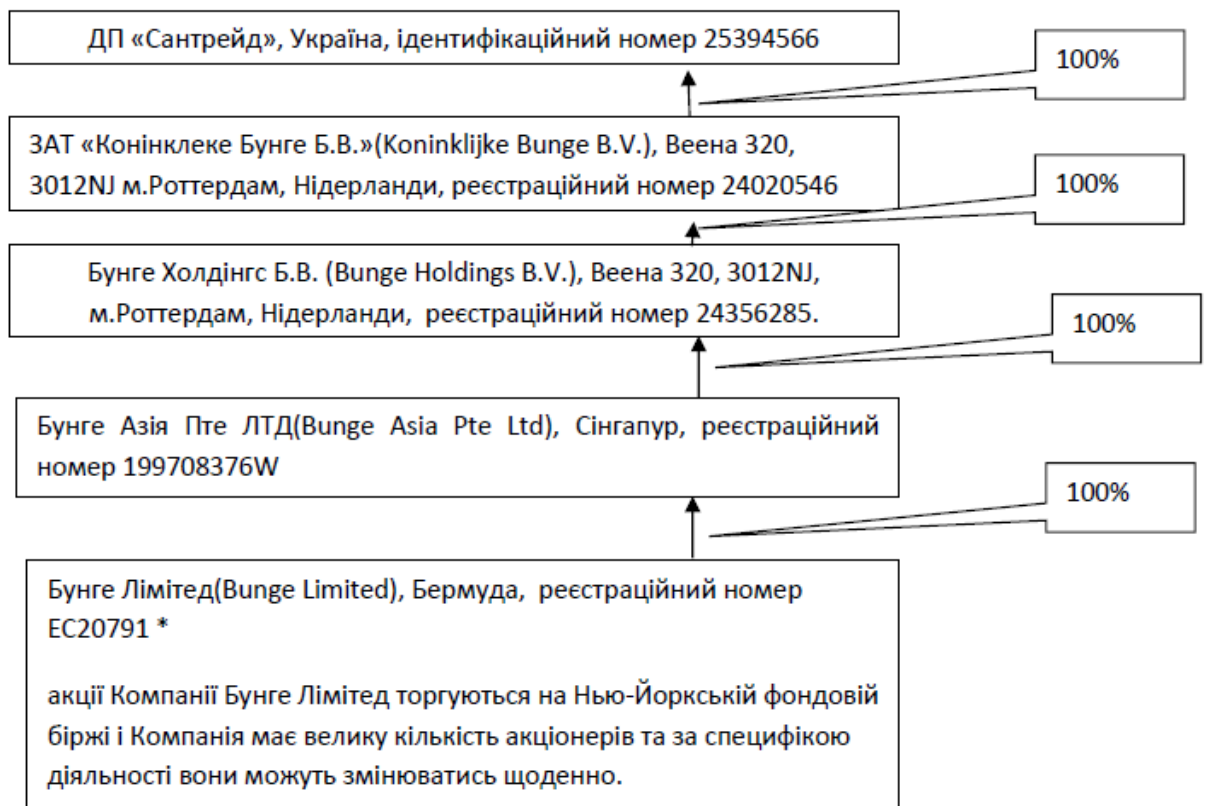 ДП «Сантрейд», Україна, ідентифікаційний номер 25394566
100%
ЗАТ «Конінклеке Бунге Б.В.»(Koninklijke Bunge B.V.), Веена 320,
3012NJ м.Роттердам, Нідерланди, реєстраційний номер 24020546
100%
Бунге Холдінгс Б.В. (Bunge Holdings B.V.), Веена 320, 3012NJ,
м.Роттердам, Нідерланди, реєстраційний номер 24356285.
100%
Бунге Азія Пте ЛТД(Bunge Asia Pte Ltd), Сінгапур, реєстраційний
номер 199708376W
100%
Бунге Лімітед(Bunge Limited), Бермуда, реєстраційний номер
EC20791 *
акції Компанії Бунге Лімітед торгуються на Нью-Йоркській фондовій
біржі і Компанія має велику кількість акціонерів та за специфікою
діяльності вони можуть змінюватись щоденно.